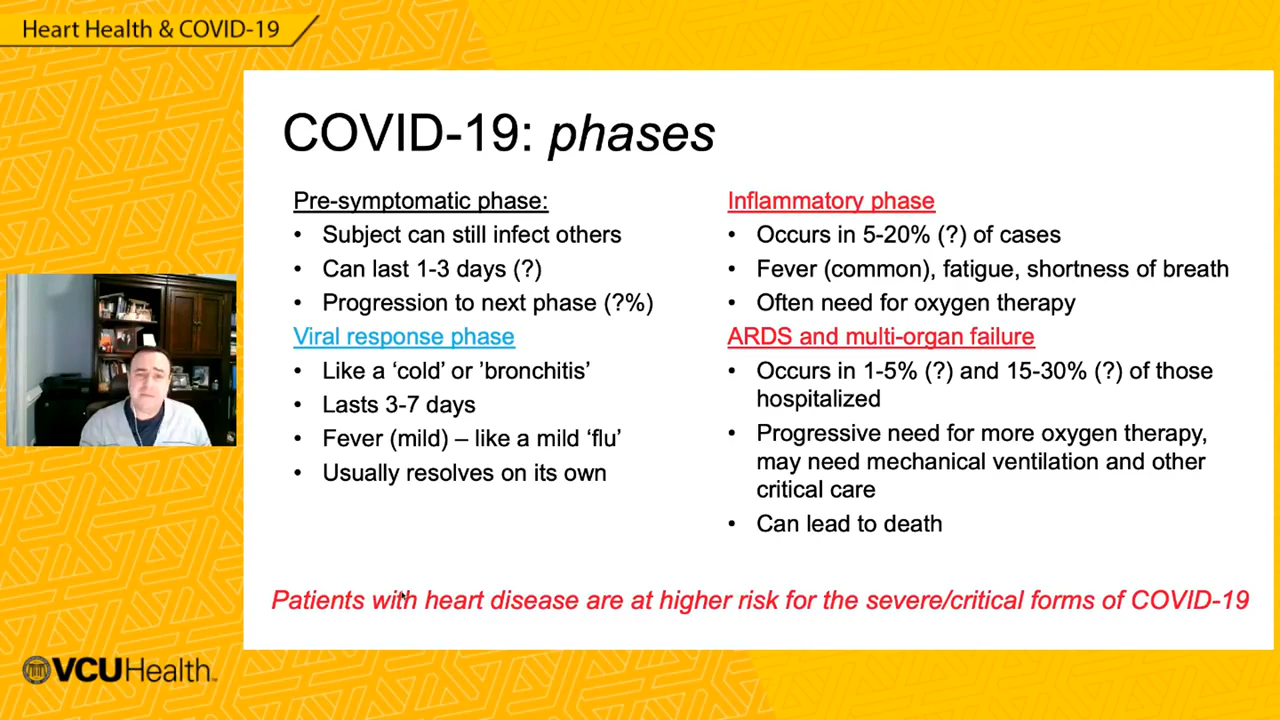 Heart Health & COVID-19
COVID-19: phases
Pre-symptomatic phase:
• Subject can still infect others
• Can last 1-3 days (?)
• Progression to next phase (?%)
Viral response phase
• Like a ‘cold’ or ’bronchitis’
• Lasts 3-7 days
• Fever (mild) – like a mild ‘flu’
• Usually resolves on its own
Inflammatory phase
• Occurs in 5-20% (?) of cases
• Fever (common), fatigue, shortness of breath
• Often need for oxygen therapy
ARDS and multi-organ failure
• Occurs in 1-5% (?) and 15-30% (?) of those
hospitalized
• Progressive need for more oxygen therapy,
may need mechanical ventilation and other
critical care
• Can lead to death
Patients with heart disease are at higher risk for the severe/critical forms of COVID-19
VCUHealth